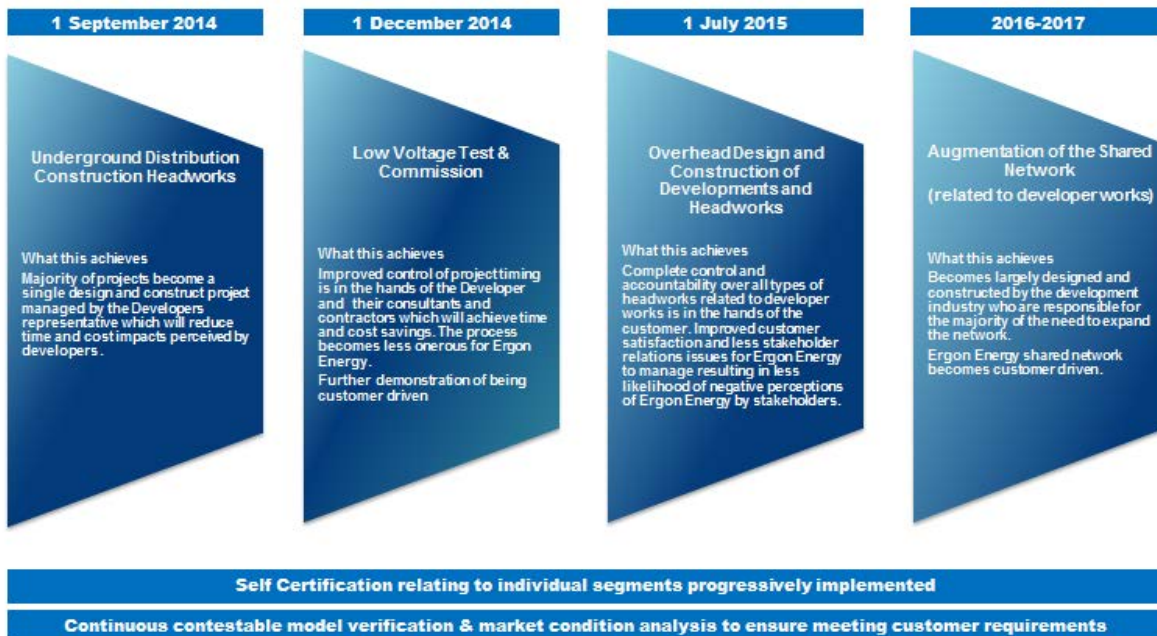 1 September 2014
1 December 2014
1 July 2015
2016-2017
Underground Distribution
Construction Headworks
What this achieves
Majority of projects become a
single design and construct project
managed by the Developers
representative which will reduce
time and cost impacts perceived by
developers.
Low Voltage Test &
Commission
What this achieves
Improved control of project timing
is in the hands of the Developer
and their consultants and
contractors which will achieve time
and cost savings. The process
becomes less onerous for Ergon
Energy.
Further demonstration of being
customer driven
Overhead Design and
Construction of
Developments and
Headworks
What this achieves
Complete control and
accountability over all types of
headworks related to developer
works is in the hands of the
customer. Improved customer
satisfaction and less stakeholder
relations issues for Ergon Energy
to manage resulting in less
likelihood of negative perceptions
of Ergon Energy by stakeholders.
Augmentation of the Shared
Network
(related to developer works)
What this achieves
Becomes largely designed and
constructed by the development
industry who are responsible for
the majority of the need to expand
the network.
Ergon Energy shared network
becomes customer driven.
Self Certification relating to individual segments progressively implemented
Continuous contestable model verification & market condition analysis to ensure meeting customer requirements